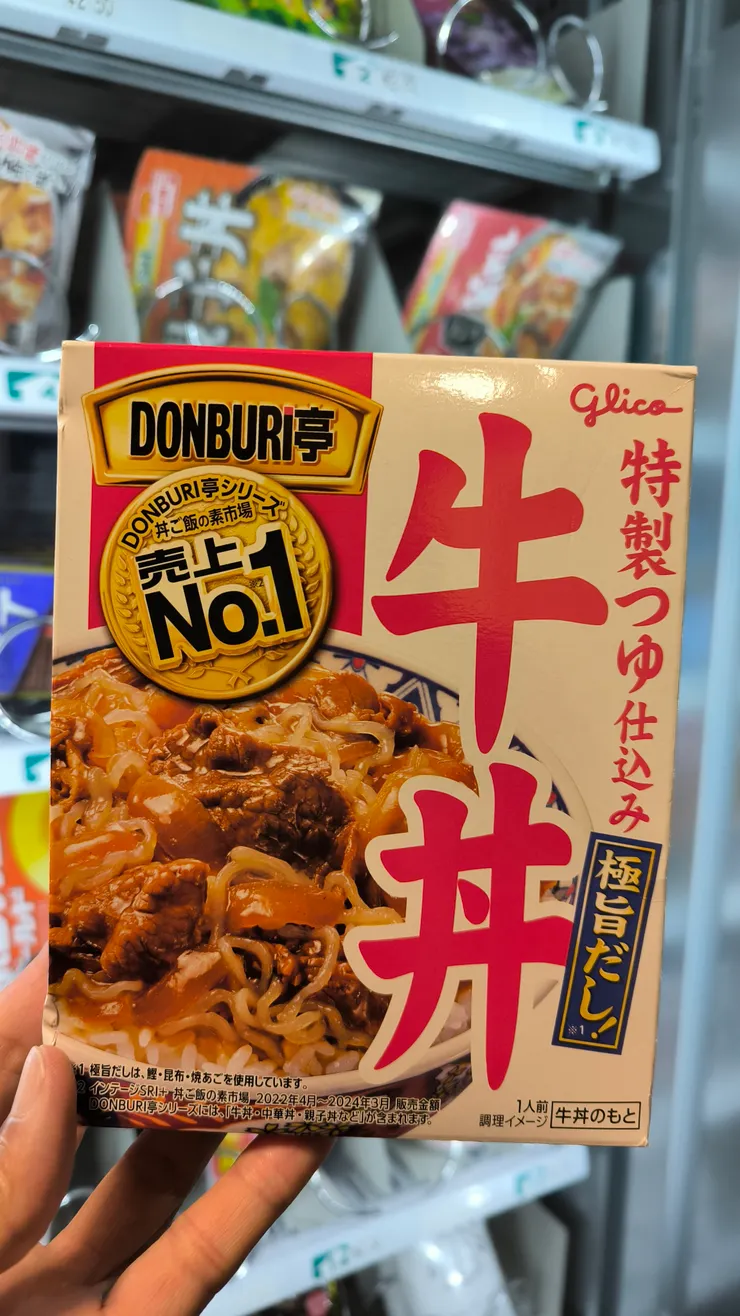 Glico
DONBURI亭
DONBURI亭シリーズ
丼ご飯の素市場
売上※2
No.1
牛丼
特製つゆ仕込み
極旨だし!
※1
極旨だしは、鰹・昆布・焼あごを使用しています。
インテージSRI+ 丼ご飯の素市場 2022年4月～2024年3月 販売金額
DONBURI亭シリーズには、「牛丼・中華丼・親子丼など」が含まれます。
1人前
調理イメージ
牛丼のもと